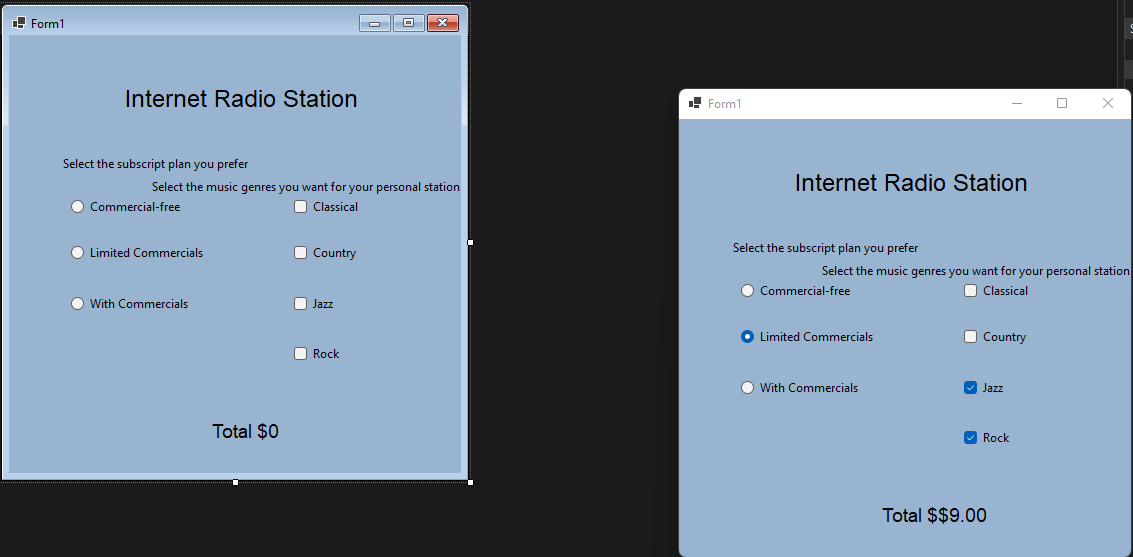 Form1
Internet Radio Station
Select the subscript plan you prefer
Select the music genres you want for your personal station
Commercial-free Classical
Limited Commercials Country
With Commercials Jazz
Rock
Total $0
Form1
Internet Radio Station
Select the subscript plan you prefer
Select the music genres you want for your personal station
Commercial-free Classical
Limited Commercials Country
With Commercials Jazz
Rock
Total $$9.00